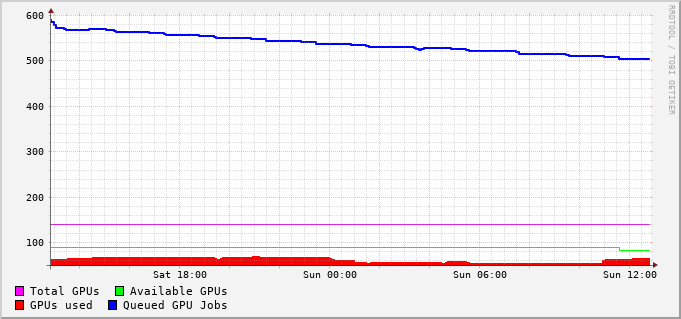 600
500
400
300
200
100
Sat 18:00 Sun 00:00 Sun 06:00 Sun 12:00
Total GPUs Available GPUs
GPUs used Queued GPU Jobs
RRDTOOL / TOBI OETIKER